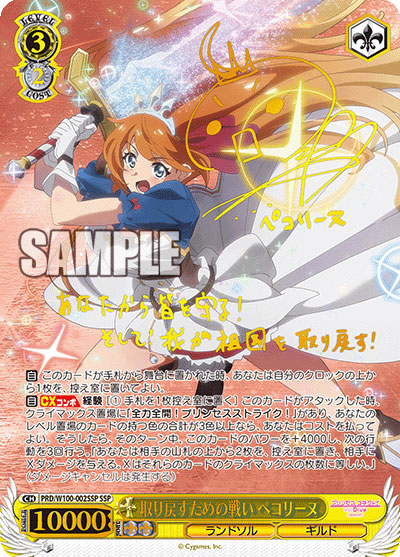 LEVEL
3
2
COST
ペコリーヌ
SAMPLE
あなたから皆を守る!
そして!我が祖国を取り戻す!
自 このカードが手札から舞台に置かれた時、あなたは自分のクロックの上から1枚を、控え室に置いてよい。
自 CXコンボ 経験 [① 手札を1枚控え室に置く] このカードがアタックした時、
クライマックス置場に「全力全開!プリンセスストライク!」があり、あなたの
レベル置場のカードの持つ色の合計が3色以上なら、あなたはコストを払って
よい。そうしたら、そのターン中、このカードのパワーを+4000し、次の行
動を3回行う。「あなたは相手の山札の上から2枚を、控え室に置き、相手に
Xダメージを与える。Xはそれらのカードのクライマックスの枚数に等しい。」
(ダメージキャンセルは発生する)
CH PRD/W100-002SSP SSP
取り戻すための戦い ペコリーヌ
POWER
10000
SOUL
ランドソル
ギルド
© Cygames, Inc.